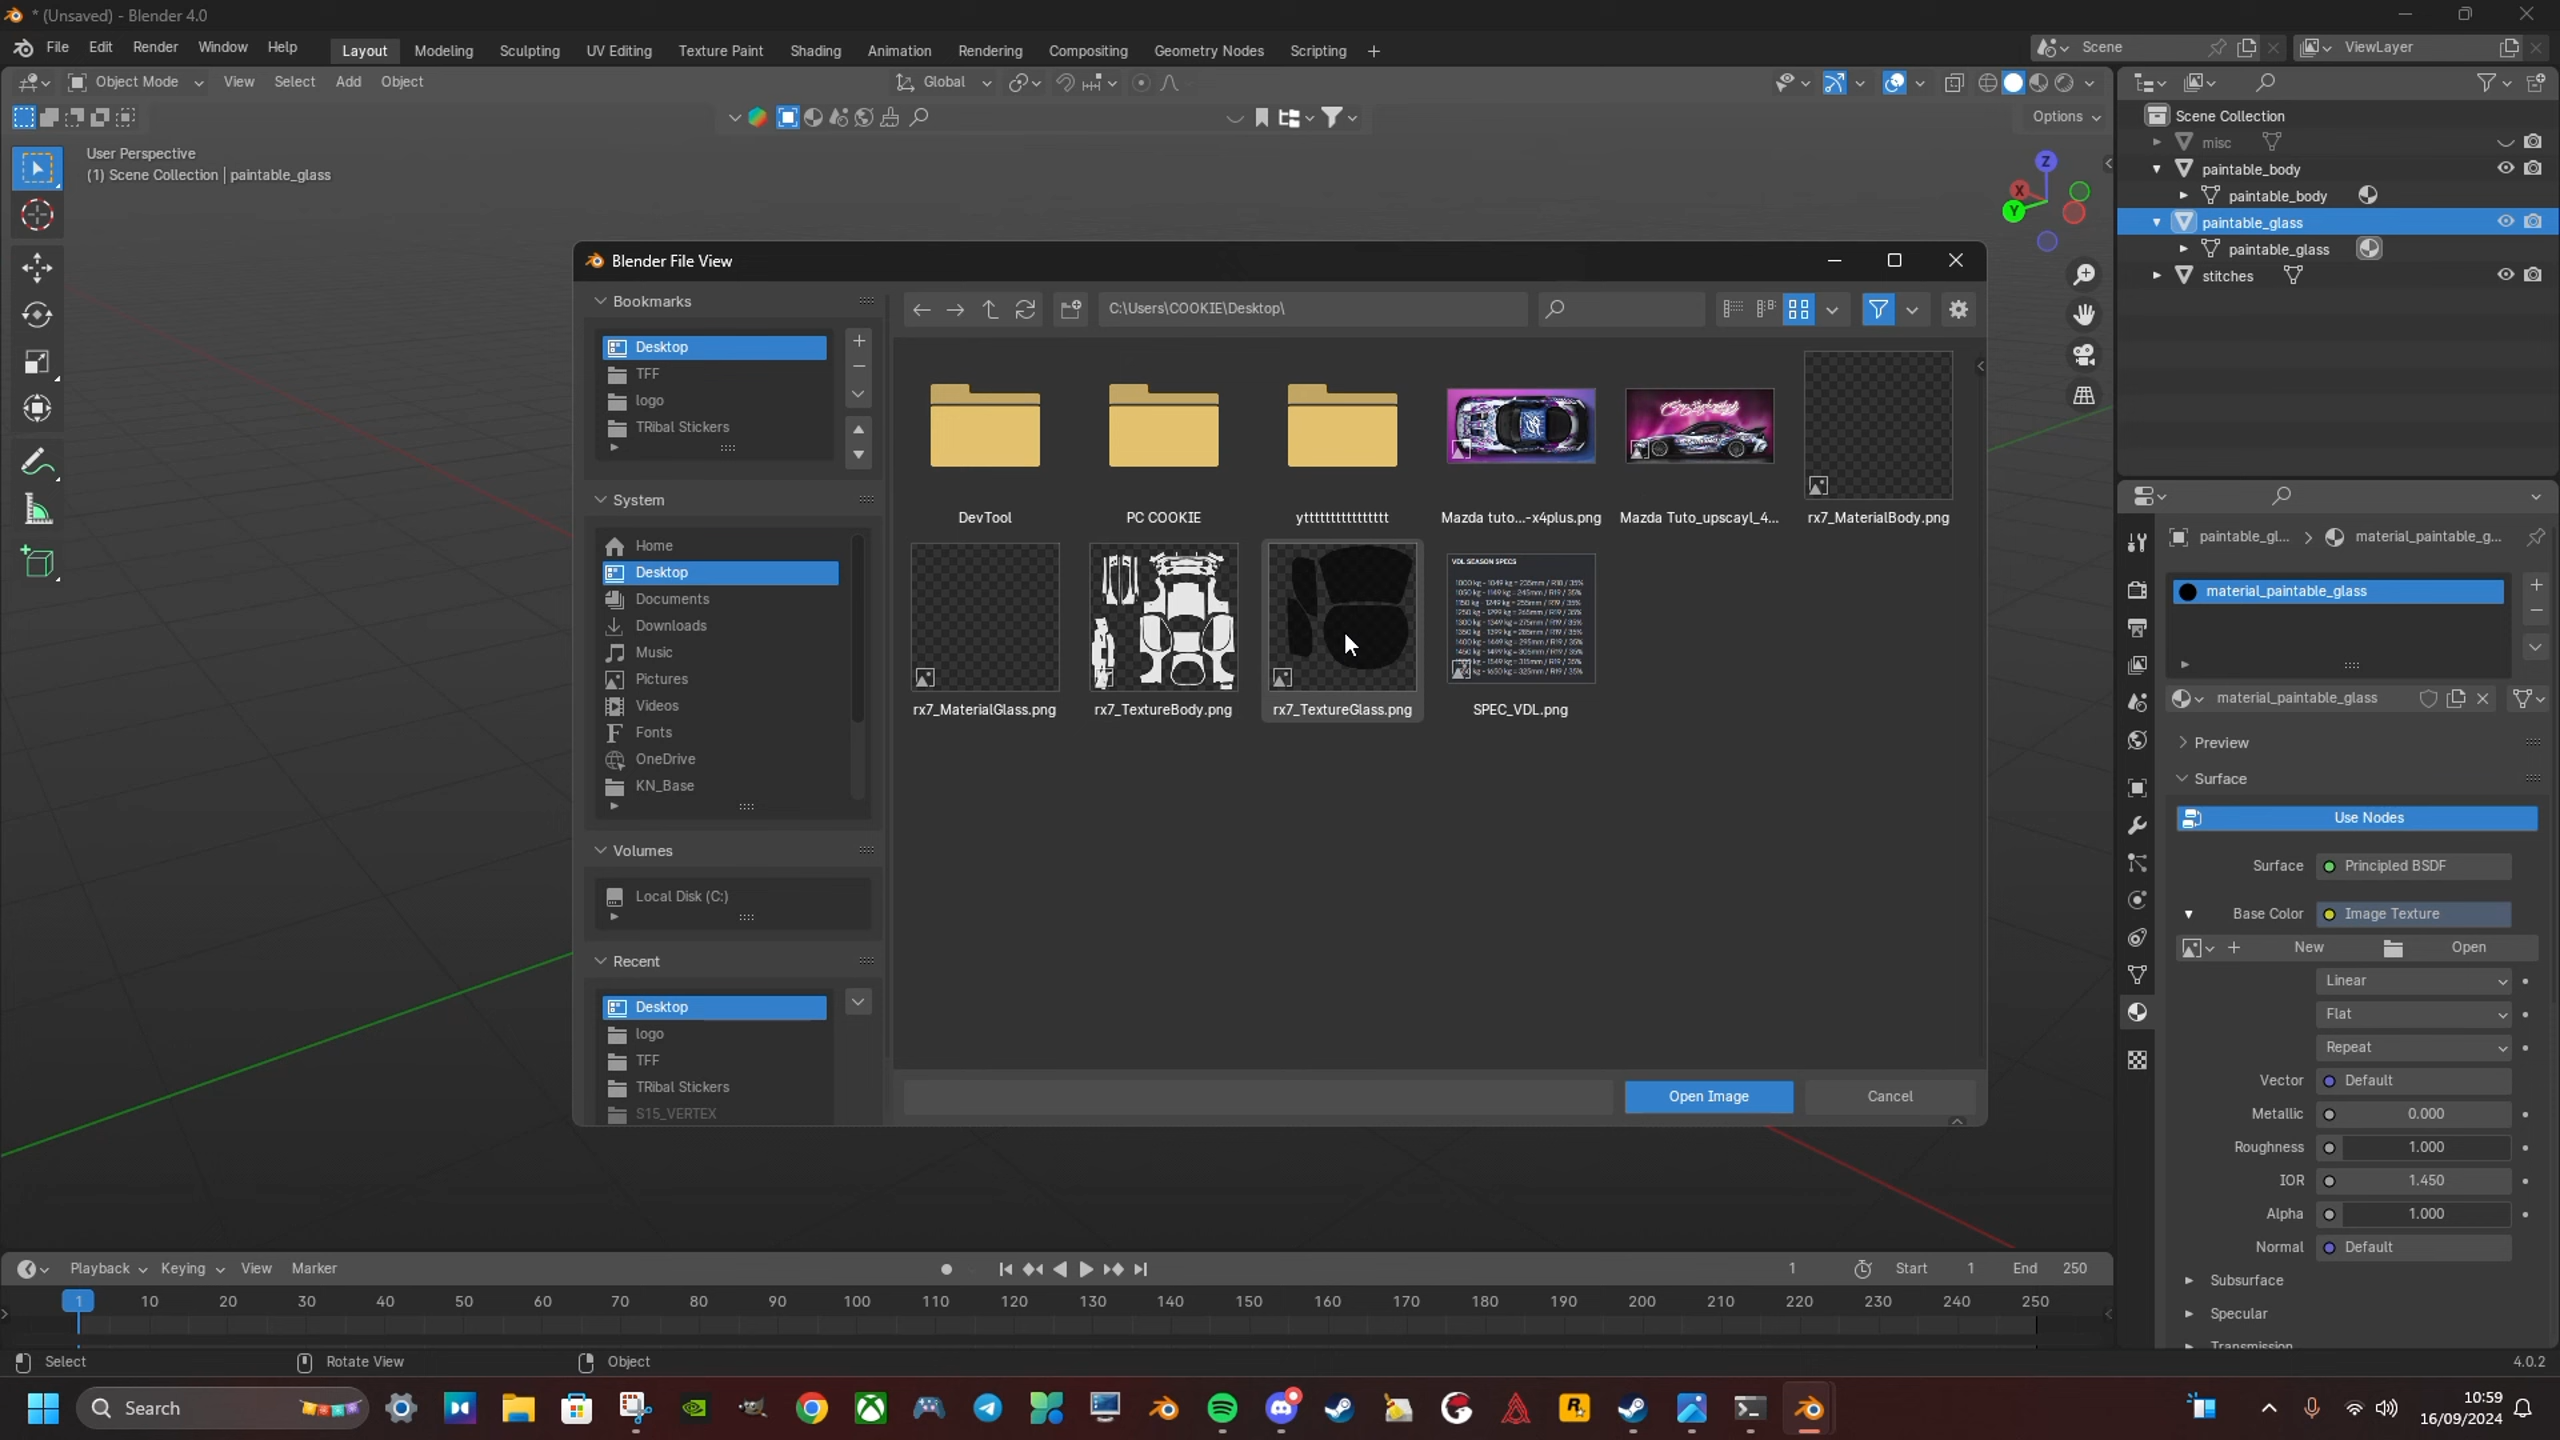 * (Unsaved) - Blender 4.0
File Edit Render Window Help Layout Modeling Sculpting UV Editing Texture Paint Shading Animation Rendering Compositing Geometry Nodes Scripting + Scene ViewLayer
Object Mode View Select Add Object Global
Options
User Perspective
(1) Scene Collection | paintable_glass
Z
X
Y
Scene Collection
misc
paintable_body
paintable_body
paintable_glass
paintable_glass
stitches
Blender File View
Bookmarks
Desktop
TFF
logo
TRibal Stickers
System
Home
Desktop
Documents
Downloads
Music
Pictures
Videos
Fonts
OneDrive
KN_Base
Volumes
Local Disk (C:)
Recent
Desktop
logo
TFF
TRibal Stickers
S15_VERTEX
C:\Users\COOKIE\Desktop\
DevTool
PC COOKIE
Mazda tuto...-x4plus.png
Mazda Tuto_upscayl_4...
rx7_MaterialBody.png
rx7_MaterialGlass.png
rx7_TextureBody.png
rx7_TextureGlass.png
VDL SEASON SPECS
SPEC_VDL.png
Open Image
Cancel
paintable_gl... > material_paintable_g...
material_paintable_glass
material_paintable_glass
Preview
Surface
Use Nodes
Surface Principled BSDF
Base Color Image Texture
New Open
Linear
Flat
Repeat
Vector Default
Metallic 0.000
Roughness 1.000
IOR 1.450
Alpha 1.000
Normal Default
Subsurface
Specular
Transmission
Playback Keying View Marker 1 Start 1 End 250
1 10 20 30 40 50 60 70 80 90 100 110 120 130 140 150 160 170 180 190 200 210 220 230 240 250
Select Rotate View Object 4.0.2
Search
10:59
16/09/2024